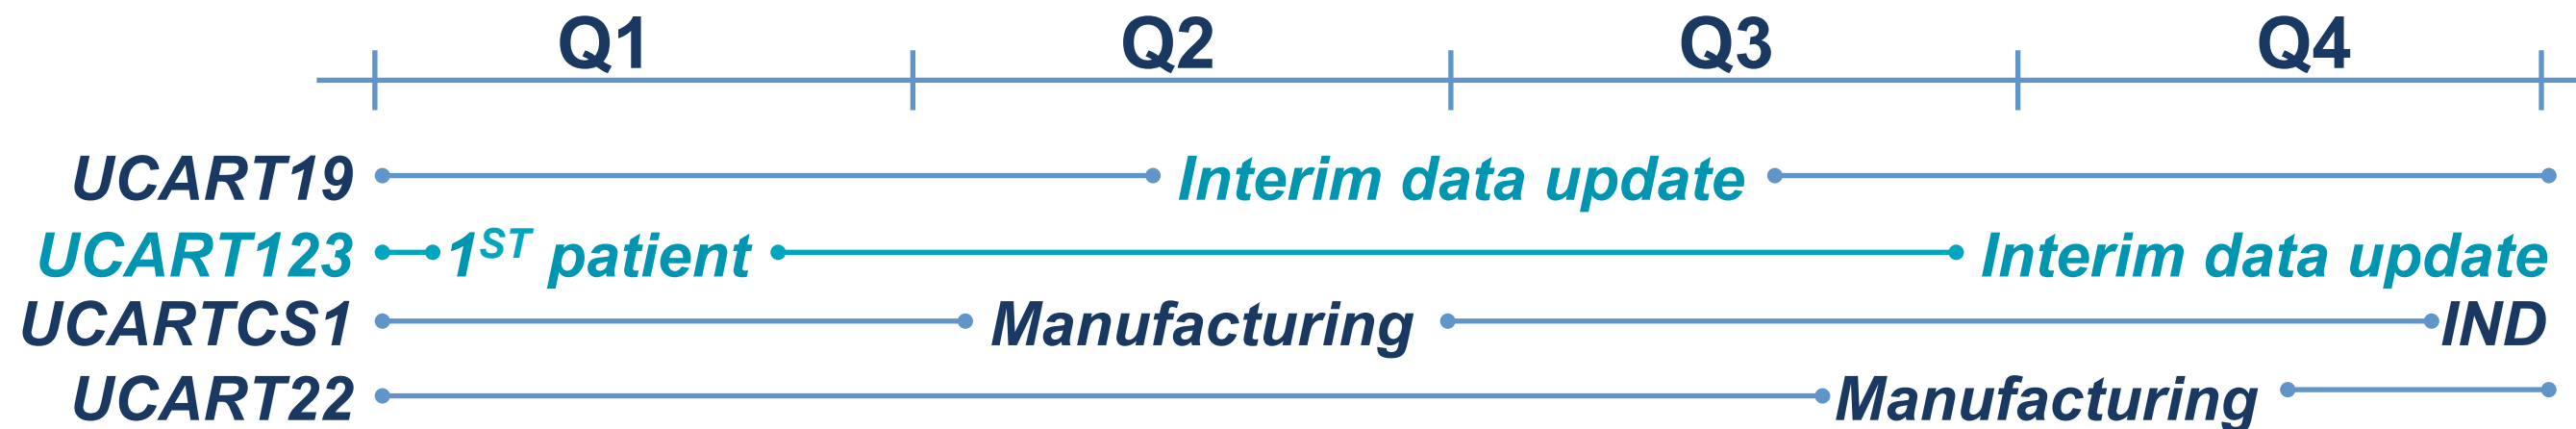 Q1 Q2 Q3 Q4
UCART19 Interim data update
UCART123 1ST patient Interim data update
UCARTCS1 Manufacturing IND
UCART22 Manufacturing